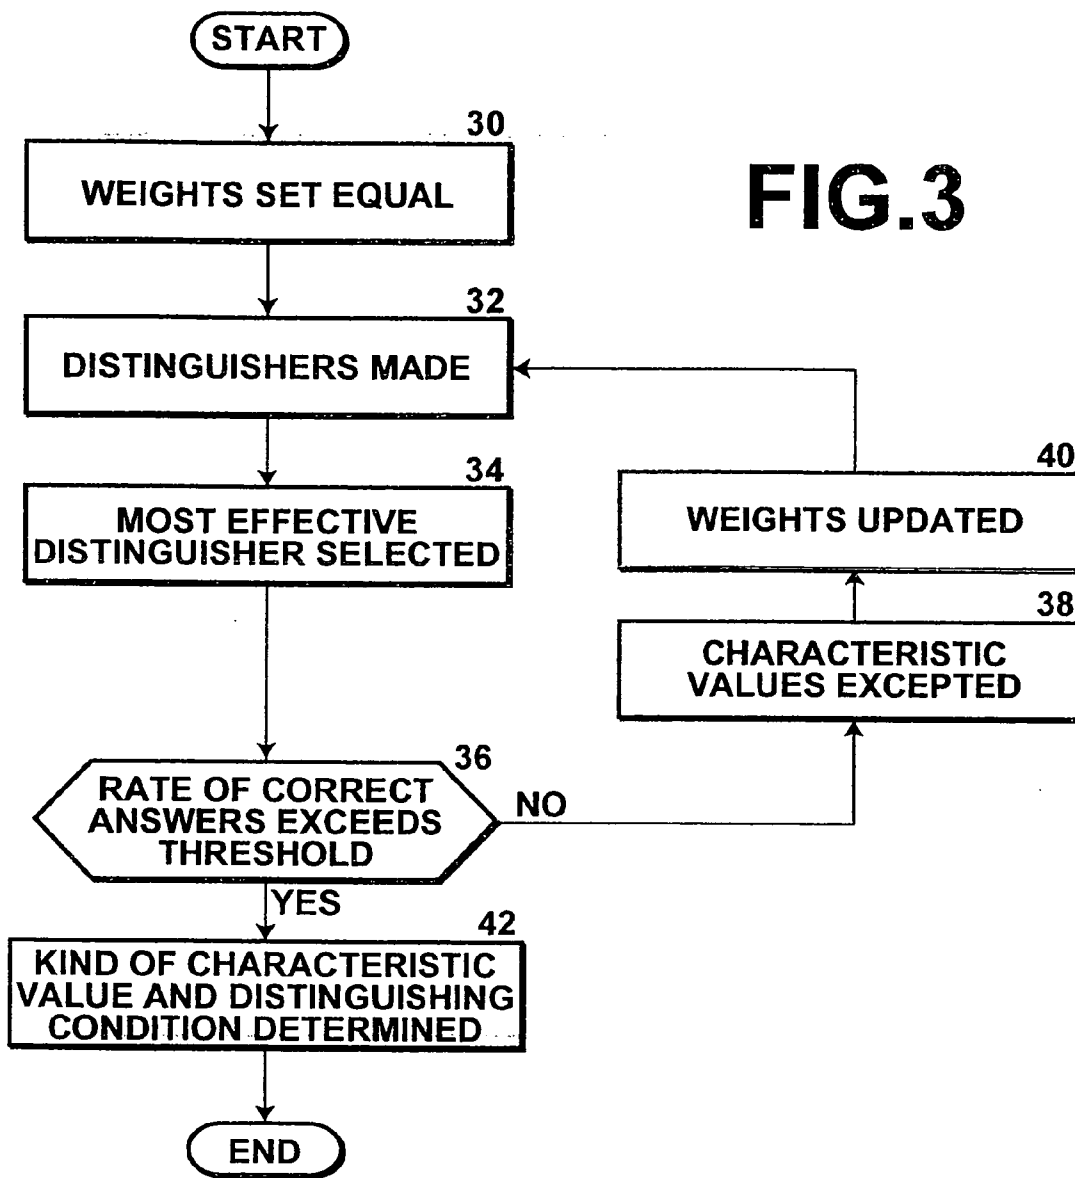 START
30
WEIGHTS SET EQUAL
FIG.3
32
DISTINGUISHERS MADE
34
MOST EFFECTIVE
DISTINGUISHER SELECTED
40
WEIGHTS UPDATED
38
CHARACTERISTIC
VALUES EXCEPTED
36
RATE OF CORRECT
ANSWERS EXCEEDS
THRESHOLD
NO
YES
42
KIND OF CHARACTERISTIC
VALUE AND DISTINGUISHING
CONDITION DETERMINED
END